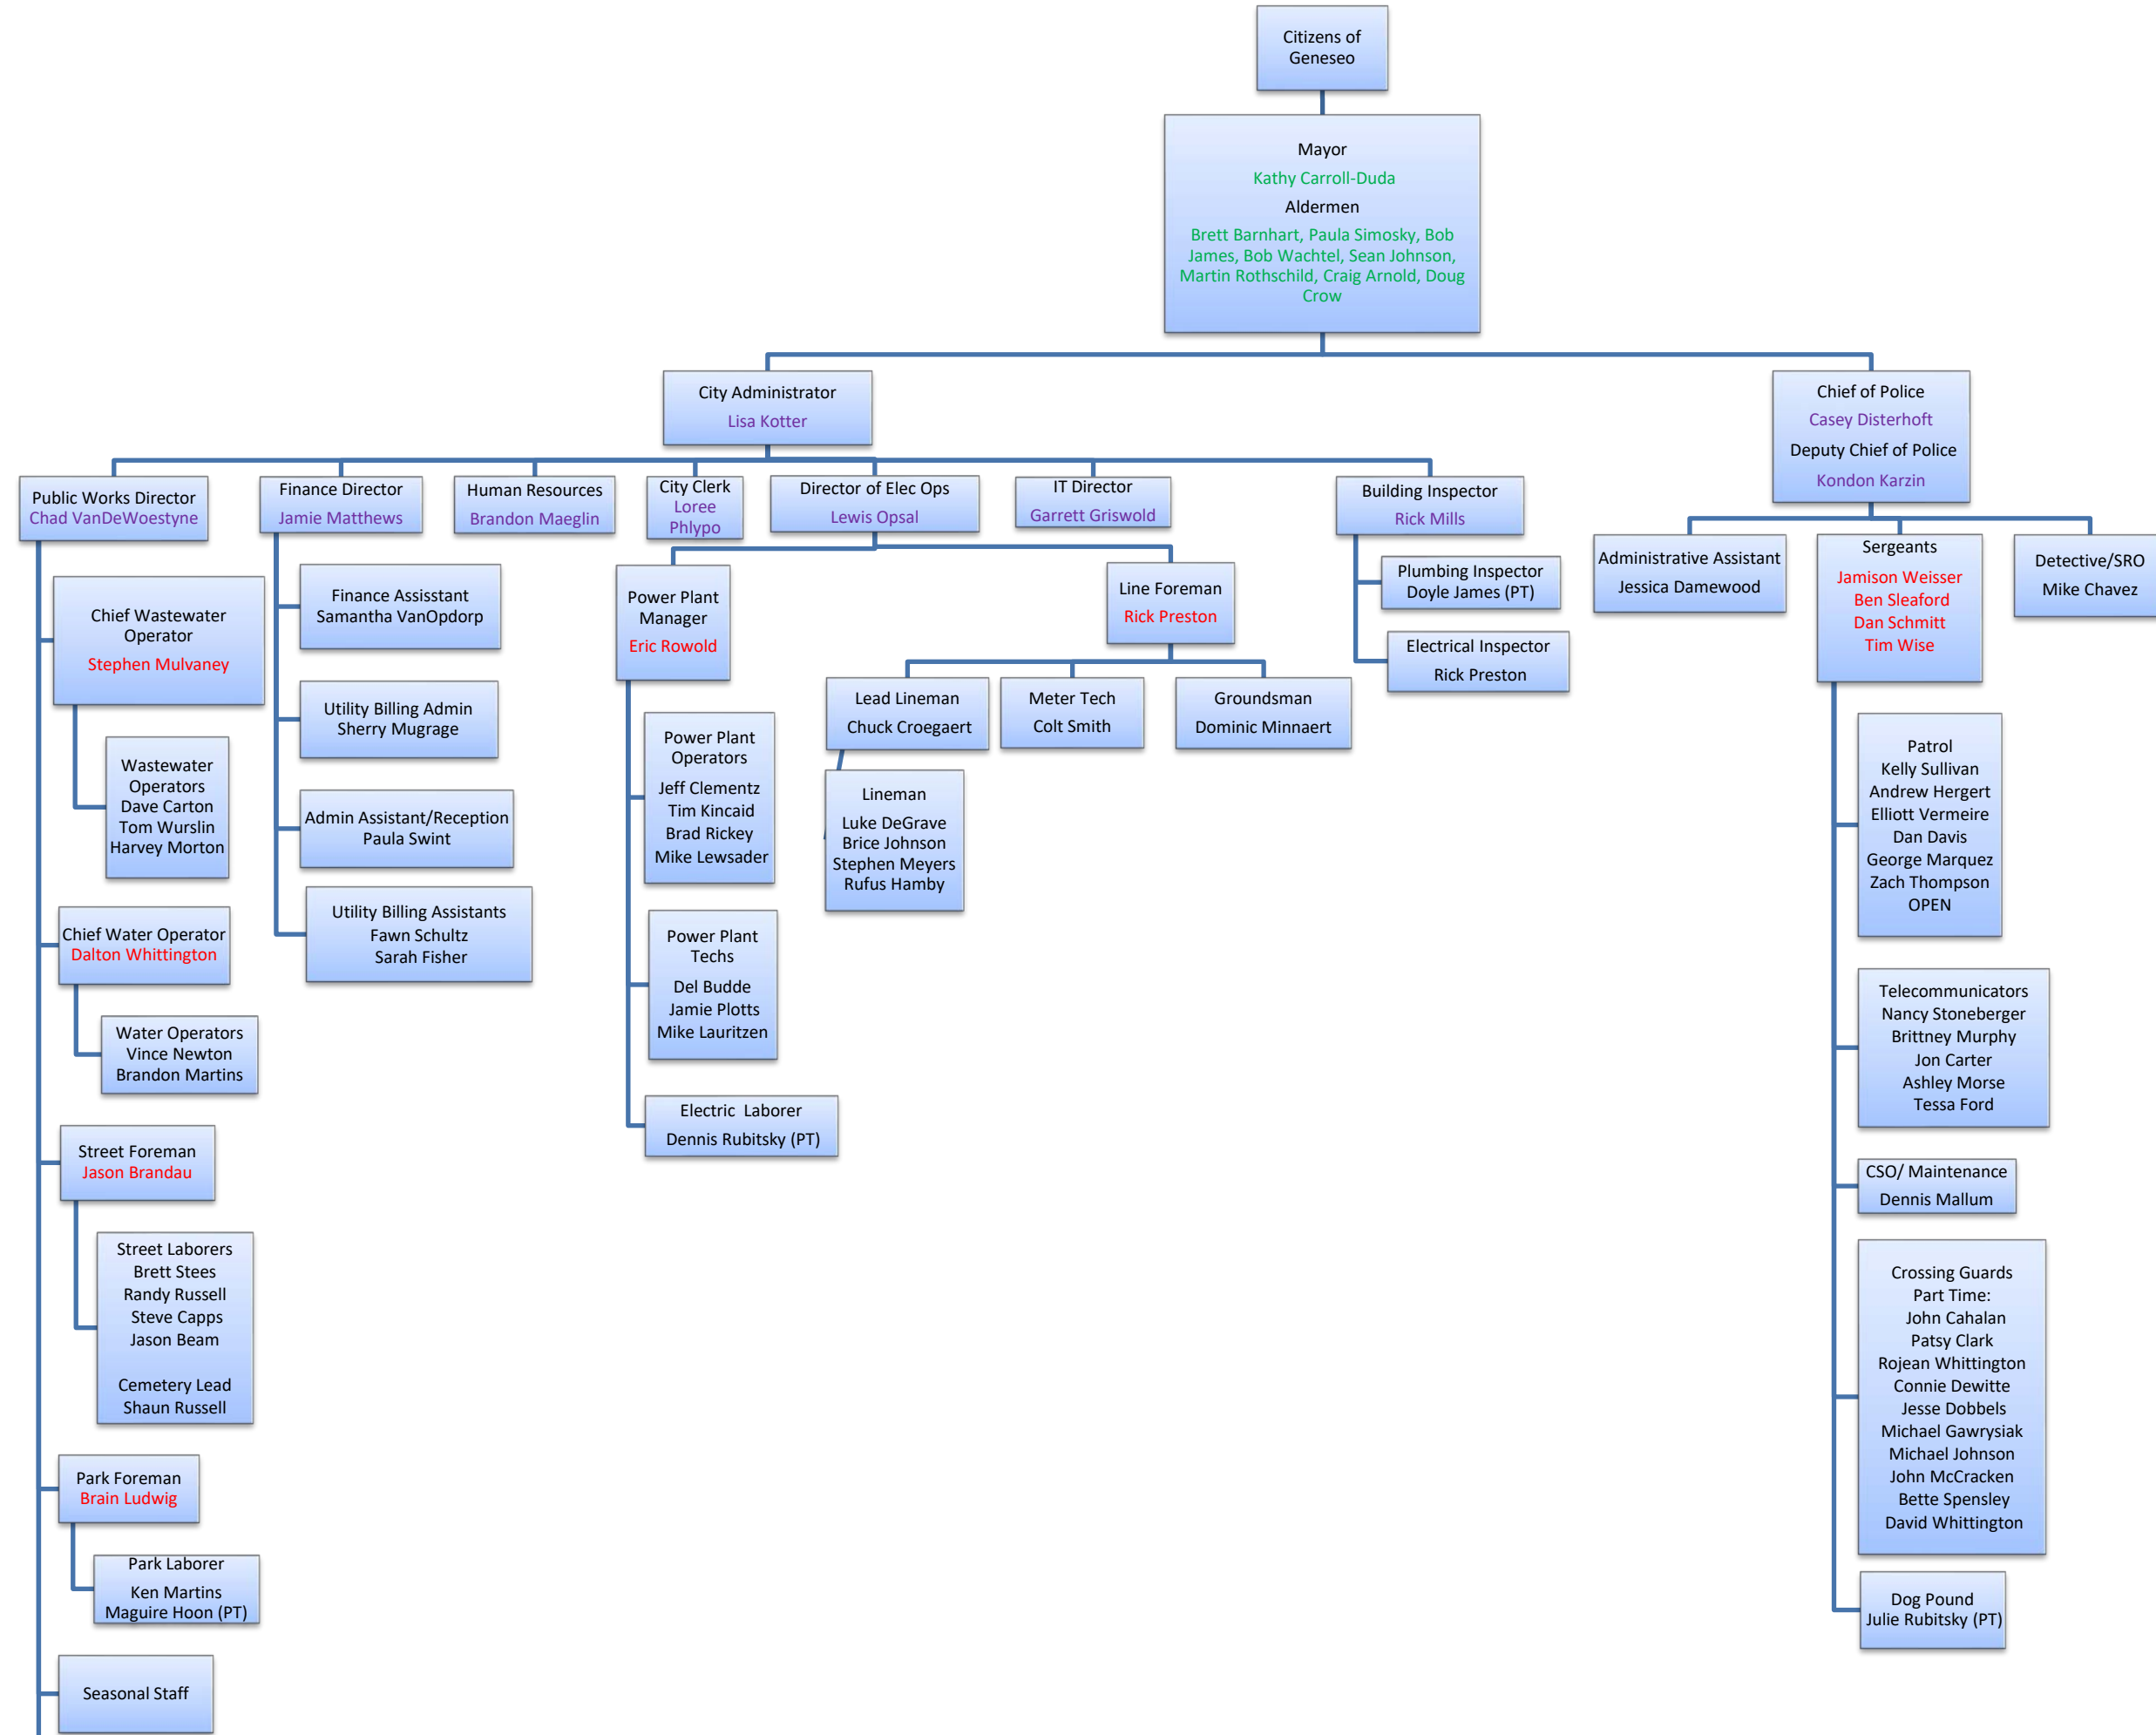 Citizens of
Geneseo
Mayor
Kathy Carroll-Duda
Aldermen
Brett Barnhart, Paula Simosky, Bob
James, Bob Wachtel, Sean Johnson,
Martin Rothschild, Craig Arnold, Doug
Crow
City Administrator
Lisa Kotter
Chief of Police
Casey Disterhoft
Deputy Chief of Police
Kondon Karzin
Public Works Director
Chad VanDeWoestyne
Finance Director
Jamie Matthews
Human Resources
Brandon Maeglin
City Clerk
Loree
Phlypo
Director of Elec Ops
Lewis Opsal
IT Director
Garrett Griswold
Building Inspector
Rick Mills
Chief Wastewater
Operator
Stephen Mulvaney
Wastewater
Operators
Dave Carton
Tom Wurslin
Harvey Morton
Chief Water Operator
Dalton Whittington
Water Operators
Vince Newton
Brandon Martins
Street Foreman
Jason Brandau
Street Laborers
Brett Stees
Randy Russell
Steve Capps
Jason Beam
Cemetery Lead
Shaun Russell
Park Foreman
Brain Ludwig
Park Laborer
Ken Martins
Maguire Hoon (PT)
Seasonal Staff
Finance Assisstant
Samantha VanOpdorp
Utility Billing Admin
Sherry Mugrage
Admin Assistant/Reception
Paula Swint
Utility Billing Assistants
Fawn Schultz
Sarah Fisher
Power Plant
Manager
Eric Rowold
Power Plant
Operators
Jeff Clementz
Tim Kincaid
Brad Rickey
Mike Lewsader
Power Plant
Techs
Del Budde
Jamie Plotts
Mike Lauritzen
Electric Laborer
Dennis Rubitsky (PT)
Line Foreman
Rick Preston
Lead Lineman
Chuck Croegaert
Meter Tech
Colt Smith
Groundsman
Dominic Minnaert
Lineman
Luke DeGrave
Brice Johnson
Stephen Meyers
Rufus Hamby
Plumbing Inspector
Doyle James (PT)
Electrical Inspector
Rick Preston
Administrative Assistant
Jessica Damewood
Sergeants
Jamison Weisser
Ben Sleaford
Dan Schmitt
Tim Wise
Detective/SRO
Mike Chavez
Patrol
Kelly Sullivan
Andrew Hergert
Elliott Vermeire
Dan Davis
George Marquez
Zach Thompson
OPEN
Telecommunicators
Nancy Stoneberger
Brittney Murphy
Jon Carter
Ashley Morse
Tessa Ford
CSO/ Maintenance
Dennis Mallum
Crossing Guards
Part Time:
John Cahalan
Patsy Clark
Rojean Whittington
Connie Dewitte
Jesse Dobbels
Michael Gawrysiak
Michael Johnson
John McCracken
Bette Spensley
David Whittington
Dog Pound
Julie Rubitsky (PT)